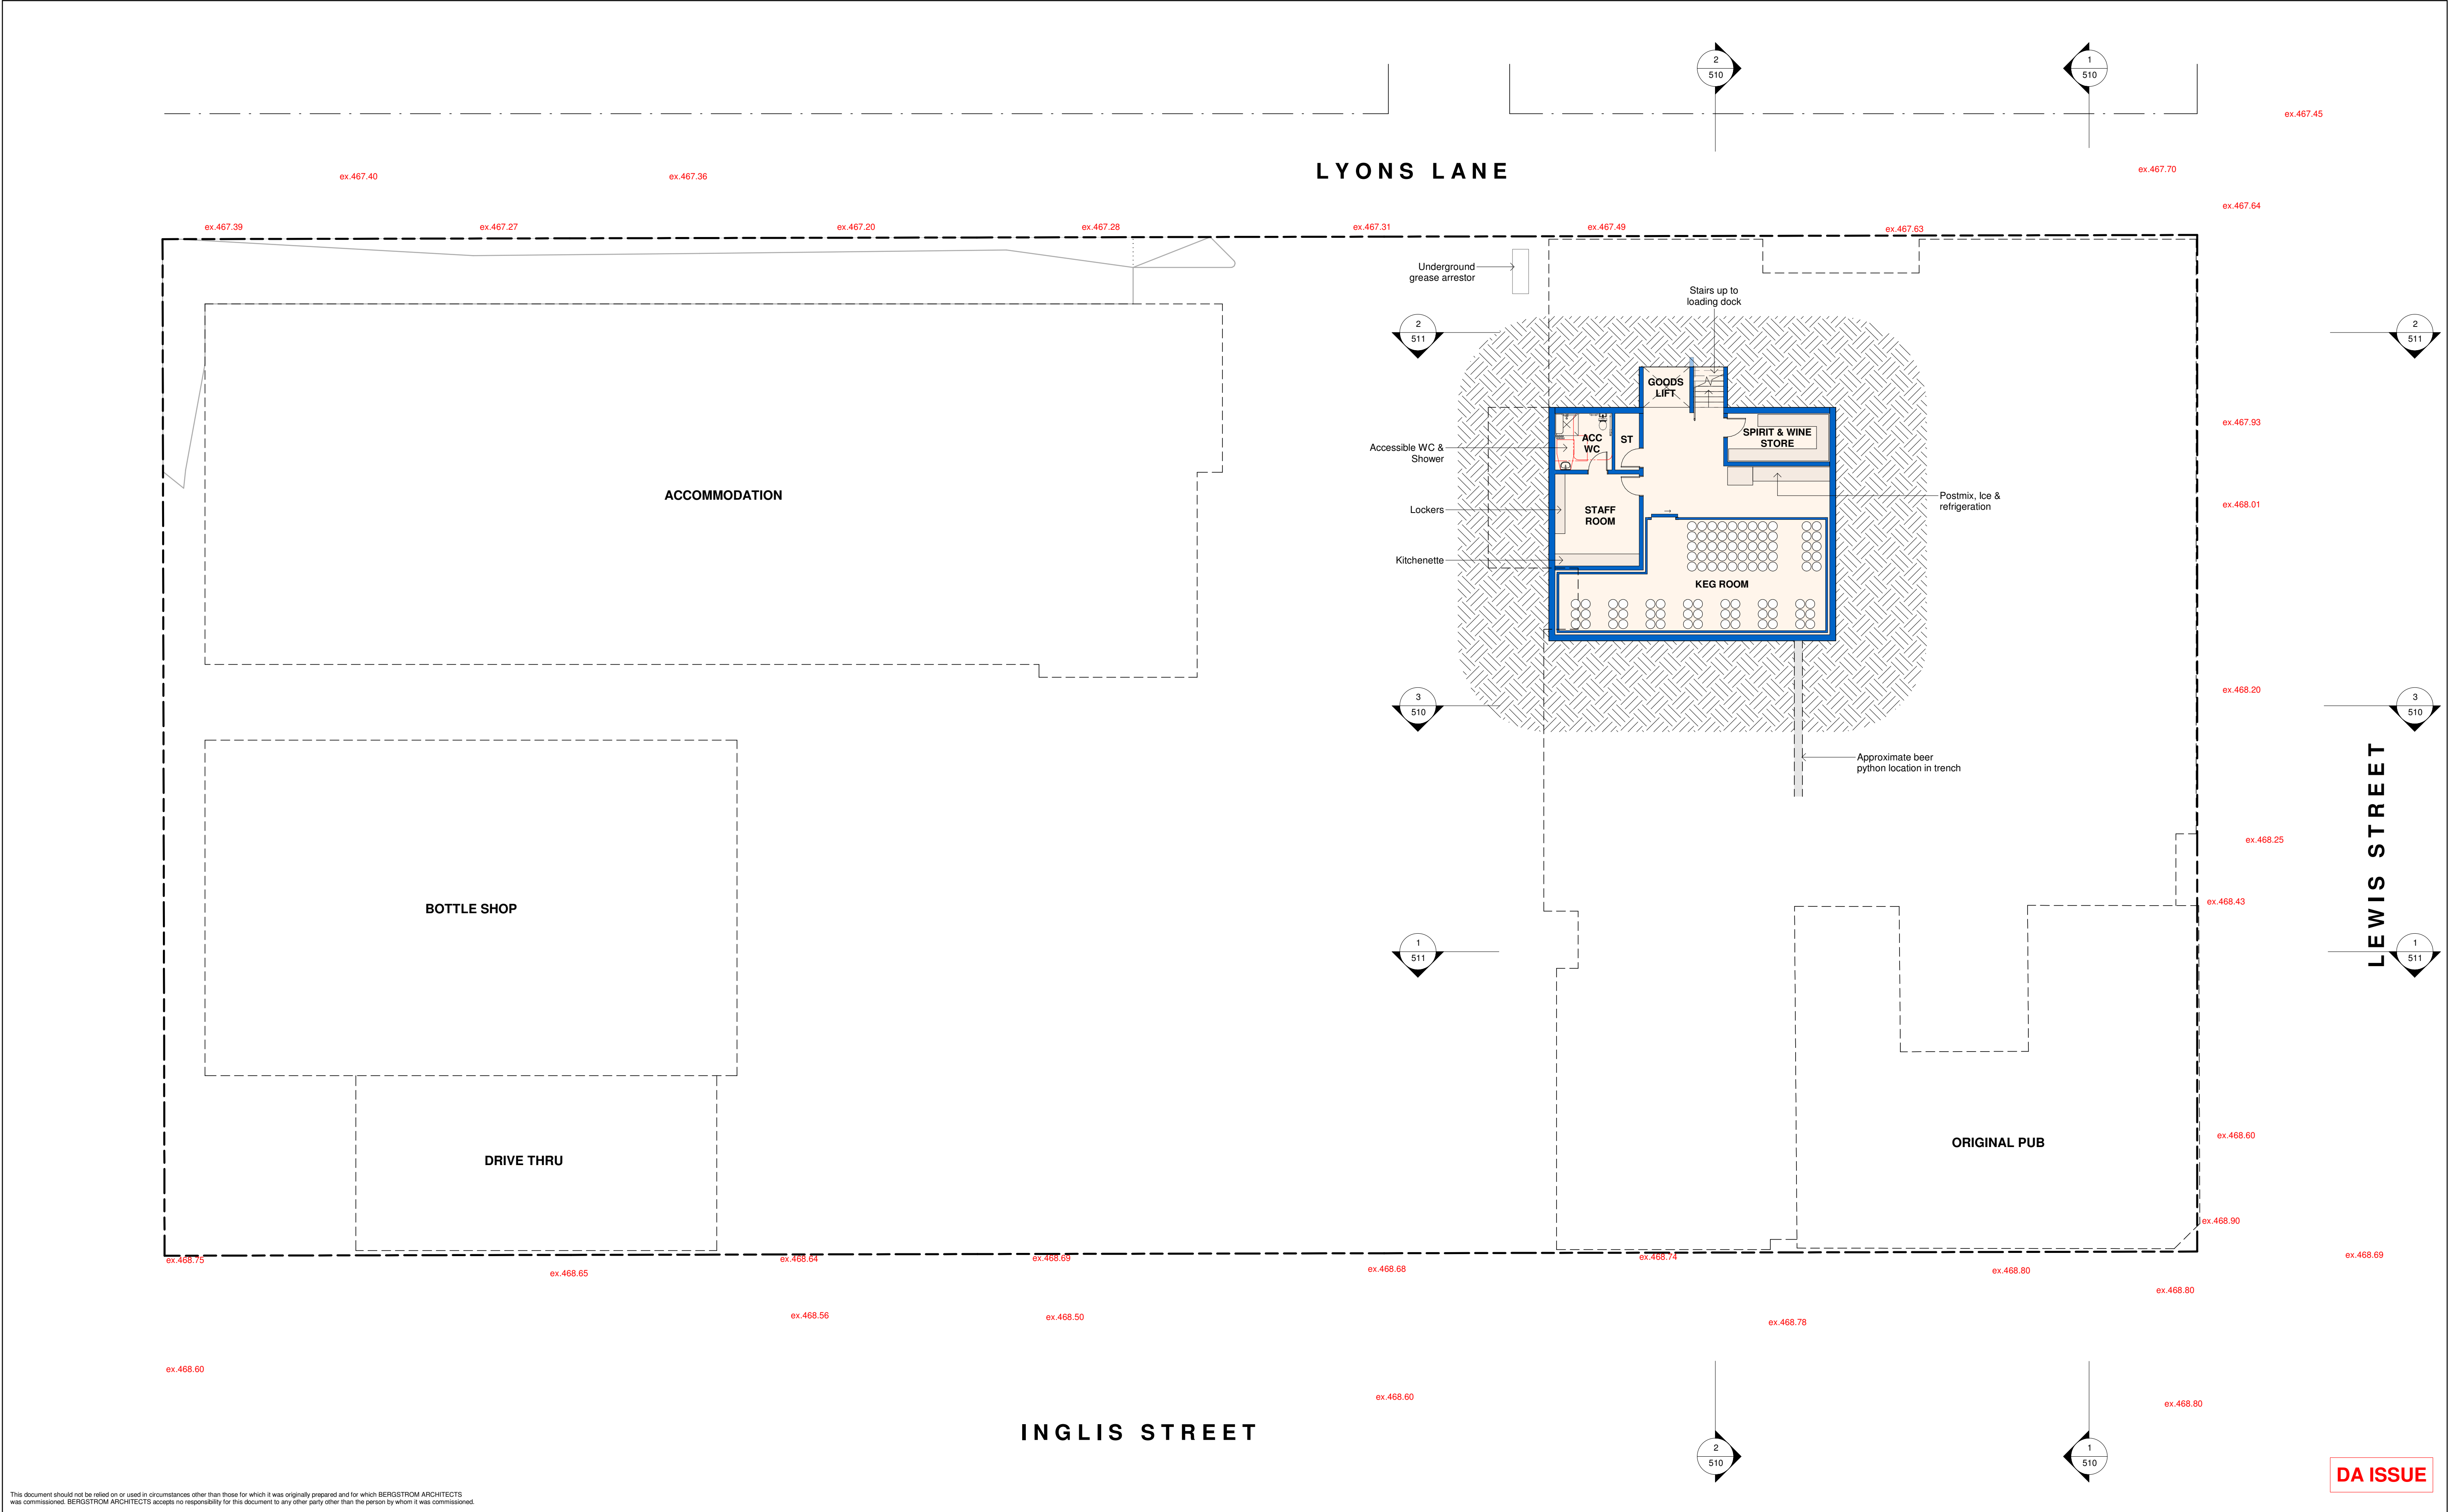 2
510
1
510
ex.467.45
LYONS LANE
ex.467.40
ex.467.36
ex.467.70
ex.467.64
ex.467.39
ex.467.27
ex.467.20
ex.467.28
ex.467.31
ex.467.49
ex.467.63
Underground
grease arrestor
Stairs up to
loading dock
2
511
2
511
GOODS
LIFT
ex.467.93
Accessible WC &
Shower
ACC
WC
ST
SPIRIT & WINE
STORE
ACCOMMODATION
Lockers
STAFF
ROOM
Postmix, Ice &
refrigeration
ex.468.01
Kitchenette
KEG ROOM
3
510
ex.468.20
3
510
Approximate beer
python location in trench
LEWIS STREET
ex.468.25
BOTTLE SHOP
ex.468.43
1
511
1
511
DRIVE THRU
ORIGINAL PUB
ex.468.60
ex.468.90
ex.468.75
ex.468.65
ex.468.64
ex.468.69
ex.468.68
ex.468.74
ex.468.80
ex.468.69
ex.468.80
ex.468.56
ex.468.50
ex.468.78
ex.468.60
ex.468.60
ex.468.80
INGLIS STREET
2
510
1
510
DA ISSUE
This document should not be relied on or used in circumstances other than those for which it was originally prepared and for which BERGSTROM ARCHITECTS
was commissioned. BERGSTROM ARCHITECTS accepts no responsibility for this document to any other party other than the person by whom it was commissioned.